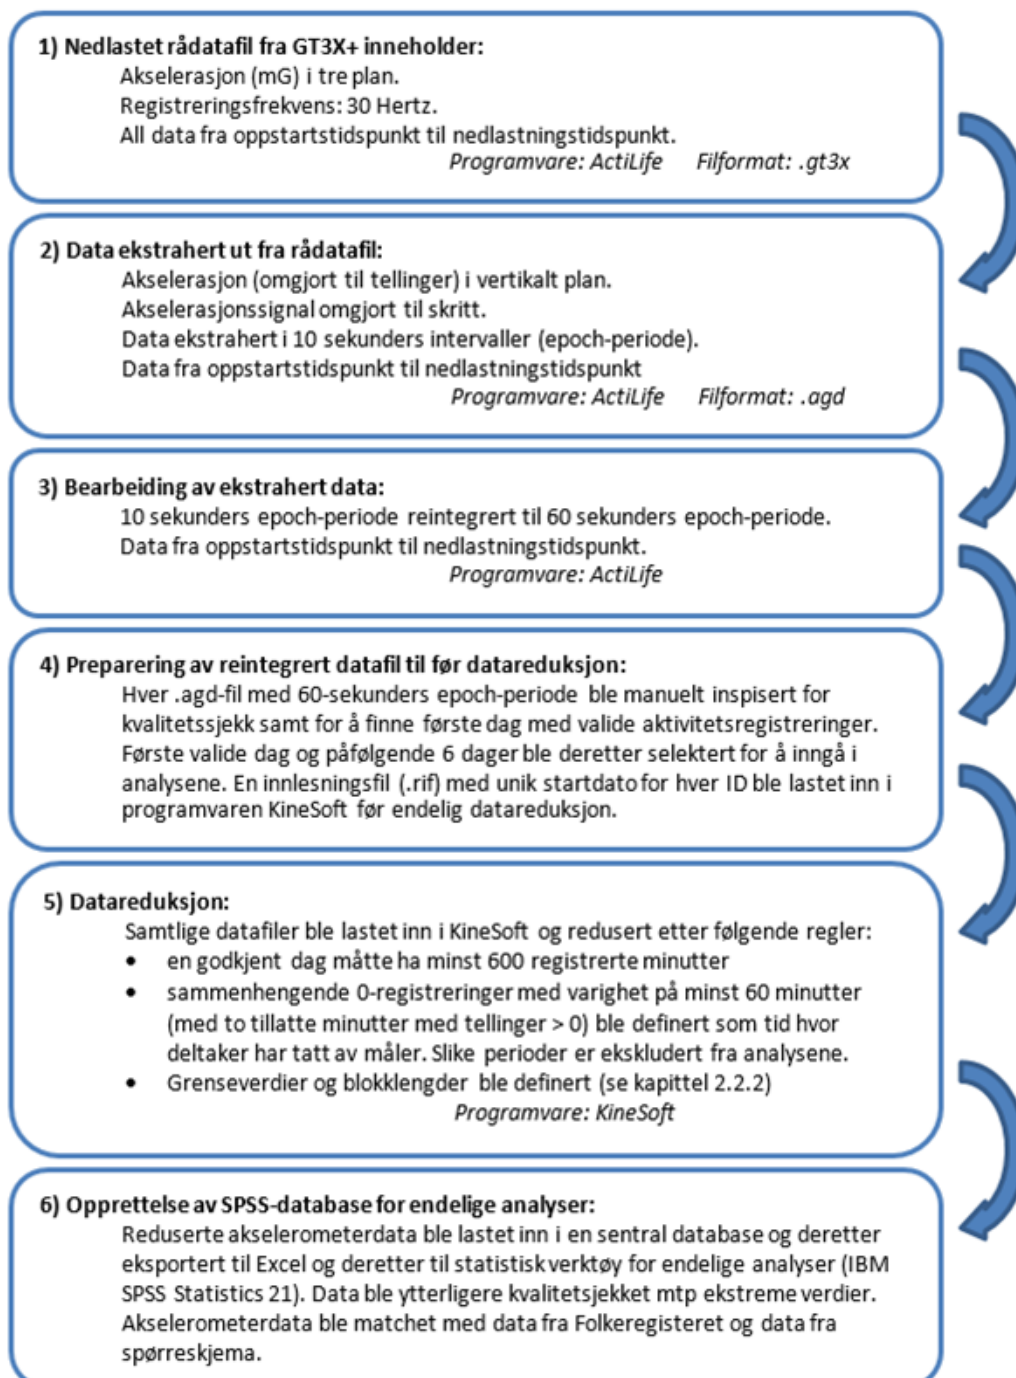 1) Nedlastet rådatafil fra GT3X+ inneholder:
Akselerasjon (mG) i tre plan.
Registreringsfrekvens: 30 Hertz.
All data fra oppstartstidspunkt til nedlastningstidspunkt.
Programvare: ActiLife Filformat: .gt3x
2) Data ekstrahert ut fra rådatafil:
Akselerasjon (omgjort til tellinger) i vertikalt plan.
Akselerasjonssignal omgjort til skritt.
Data ekstrahert i 10 sekunders intervaller (epoch-periode).
Data fra oppstartstidspunkt til nedlastningstidspunkt
Programvare: ActiLife Filformat: .agd
3) Bearbeiding av ekstrahert data:
10 sekunders epoch-periode reintegrert til 60 sekunders epoch-periode.
Data fra oppstartstidspunkt til nedlastningstidspunkt.
Programvare: ActiLife
4) Preparering av reintegrert datafil til før datareduksjon:
Hver .agd-fil med 60-sekunders epoch-periode ble manuelt inspisert for
kvalitetssjekk samt for å finne første dag med valide aktivitetsregistreringer.
Første valide dag og påfølgende 6 dager ble deretter selektert for å inngå i
analysene. En innlesningsfil (.rif) med unik startdato for hver ID ble lastet inn i
programvaren KineSoft før endelig datareduksjon.
5) Datareduksjon:
Samtlige datafiler ble lastet inn i KineSoft og redusert etter følgende regler:
• en godkjent dag måtte ha minst 600 registrerte minutter
• sammenhengende 0-registreringer med varighet på minst 60 minutter
(med to tillatte minutter med tellinger > 0) ble definert som tid hvor
deltaker har tatt av måler. Slike perioder er ekskludert fra analysene.
• Grenseverdier og blokklengder ble definert (se kapittel 2.2.2)
Programvare: KineSoft
6) Opprettelse av SPSS-database for endelige analyser:
Reduserte akselerometerdata ble lastet inn i en sentral database og deretter
eksportert til Excel og deretter til statistisk verktøy for endelige analyser (IBM
SPSS Statistics 21). Data ble ytterligere kvalitetsjekket mtp ekstreme verdier.
Akselerometerdata ble matchet med data fra Folkeregisteret og data fra
spørreskjema.